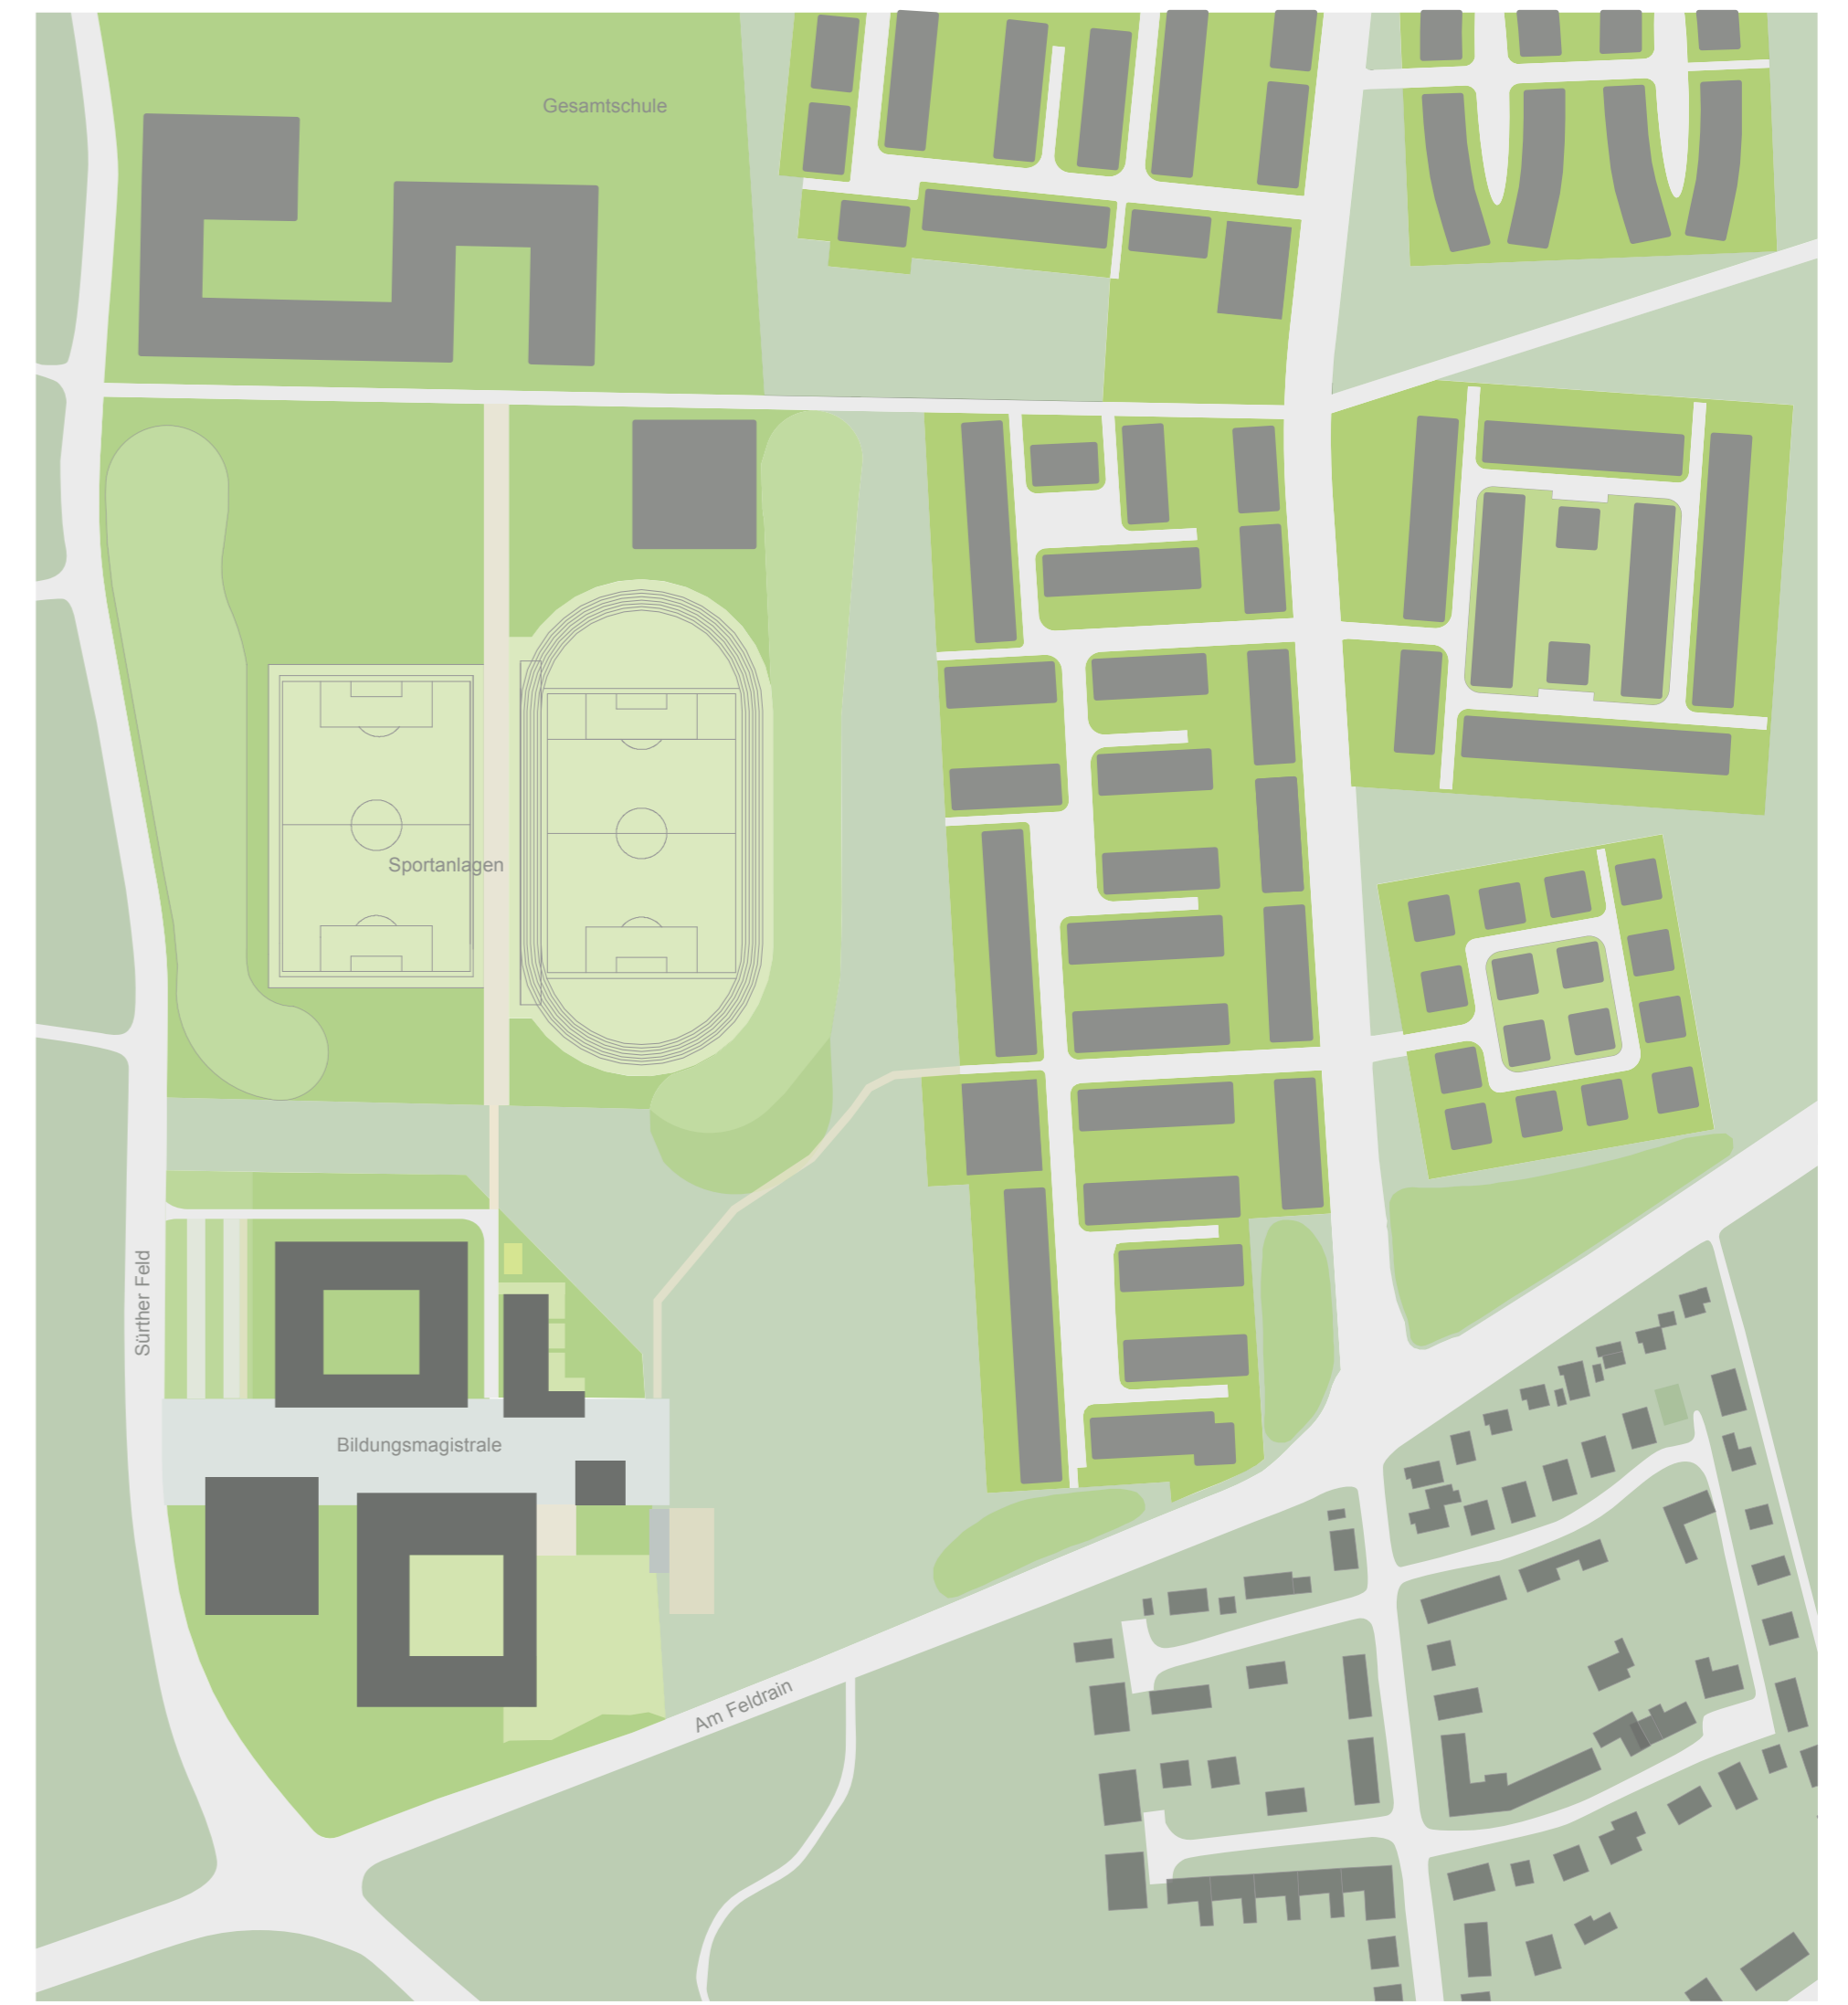 Gesamtschule
Sportanlagen
Sürther Feld
Bildungsmagistrale
Am Feldrain